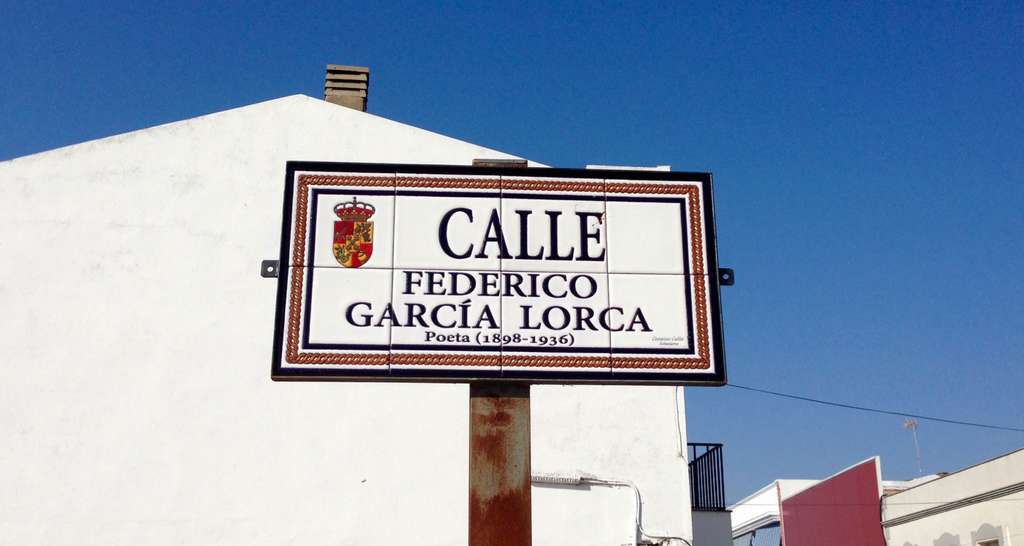 CALLE
FEDERICO
GARCÍA LORCA
Poeta (1898-1936)